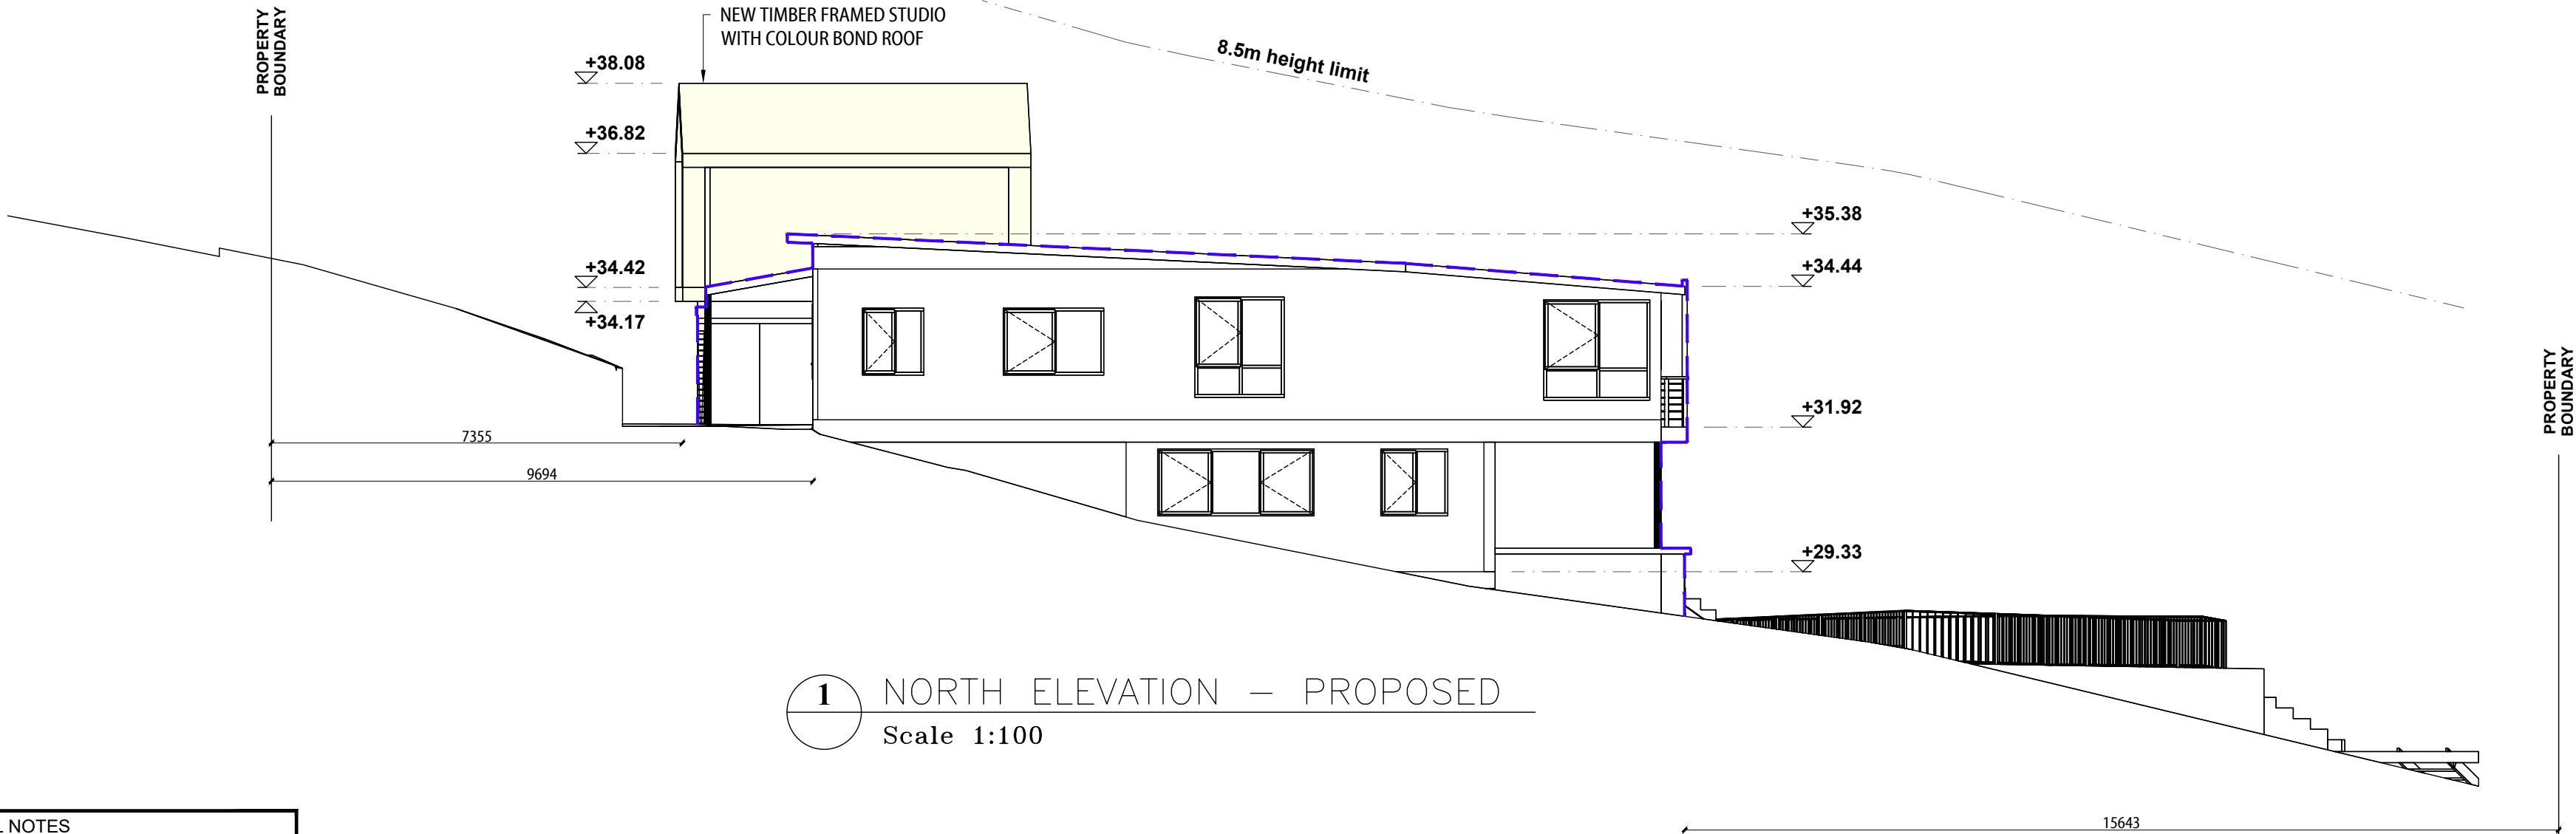 PROPERTY
BOUNDARY
NEW TIMBER FRAMED STUDIO
WITH COLOUR BOND ROOF
8.5m height limit
+38.08
+36.82
+34.42
+34.17
+35.38
+34.44
+31.92
+29.33
PROPERTY
BOUNDARY
7355
9694
1
NORTH ELEVATION – PROPOSED
Scale 1:100
NOTES
15643